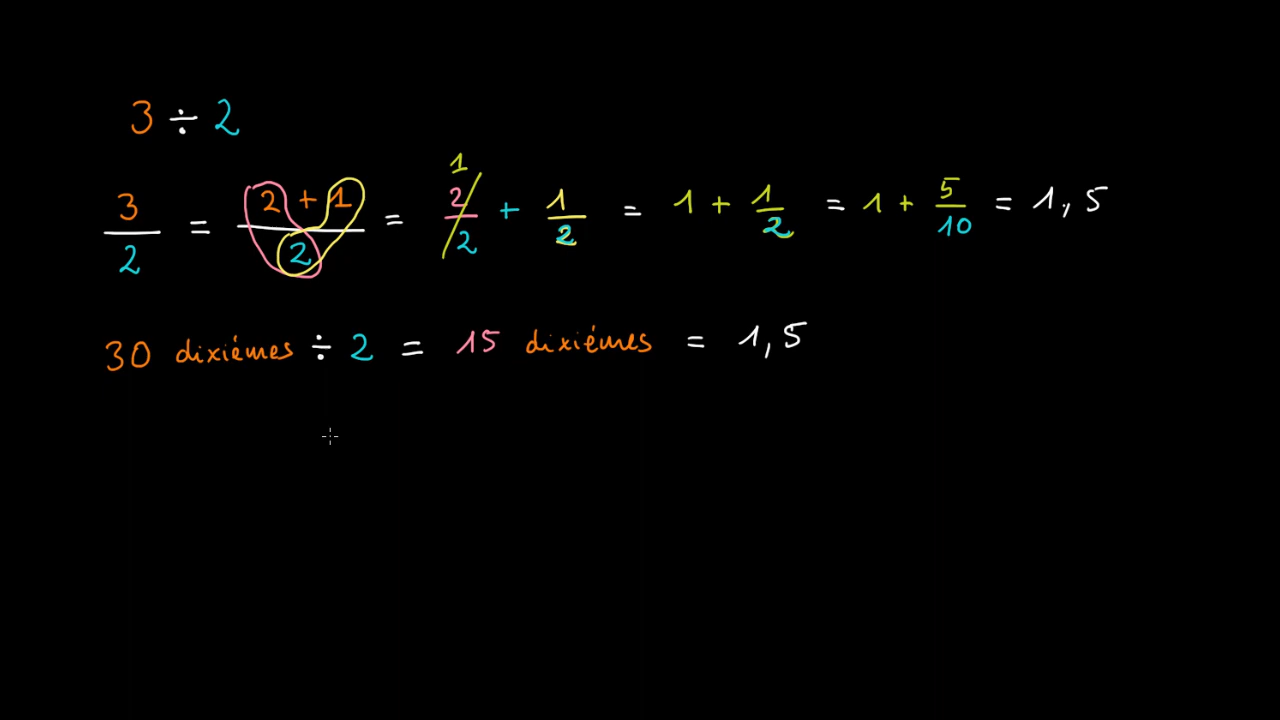 3 ÷ 2
3/2 = (2 + 1)/2 = 2/2 1 + 1/2 = 1 + 1/2 = 1 + 5/10 = 1,5
30 dixièmes ÷ 2 = 15 dixièmes = 1,5